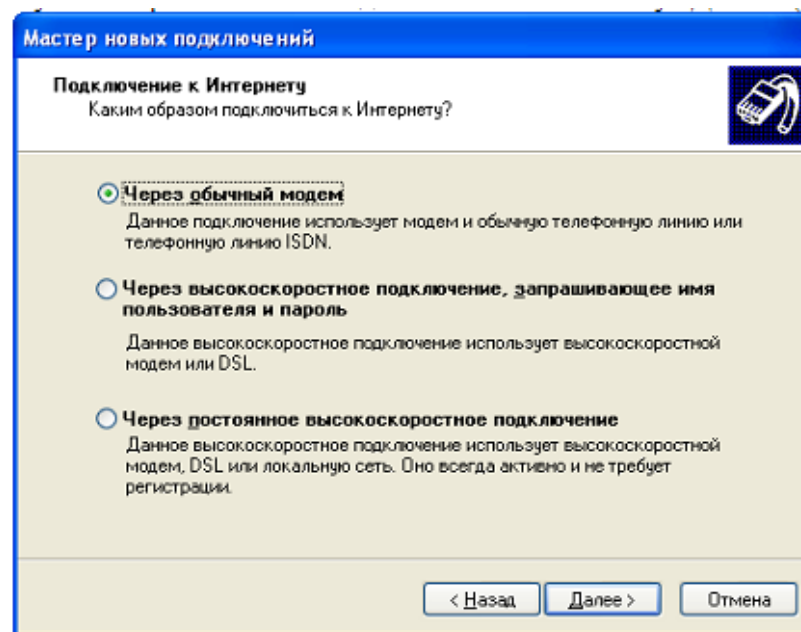 Мастер новых подключений
Подключение к Интернету
Каким образом подключиться к Интернету?
Через обычный модем
Данное подключение использует модем и обычную телефонную линию или
телефонную линию ISDN.
Через высокоскоростное подключение, запрашивающее имя
пользователя и пароль
Данное высокоскоростное подключение использует высокоскоростной
модем или DSL.
Через постоянное высокоскоростное подключение
Данное высокоскоростное подключение использует высокоскоростной
модем, DSL или локальную сеть. Оно всегда активно и не требует
регистрации.
< Назад
Далее >
Отмена